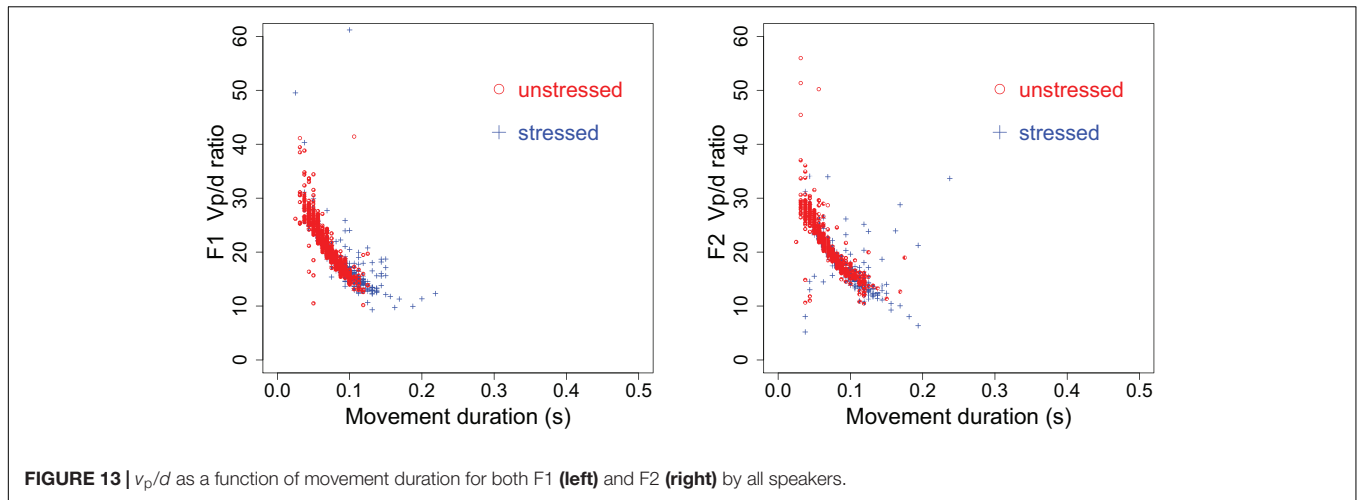 F1 Vp/d ratio
0 10 20 30 40 50 60
unstressed
stressed
0.0 0.1 0.2 0.3 0.4 0.5
Movement duration (s)
F2 Vp/d ratio
0 10 20 30 40 50 60
unstressed
stressed
0.0 0.1 0.2 0.3 0.4 0.5
Movement duration (s)
FIGURE 13 | vp/d as a function of movement duration for both F1 (left) and F2 (right) by all speakers.